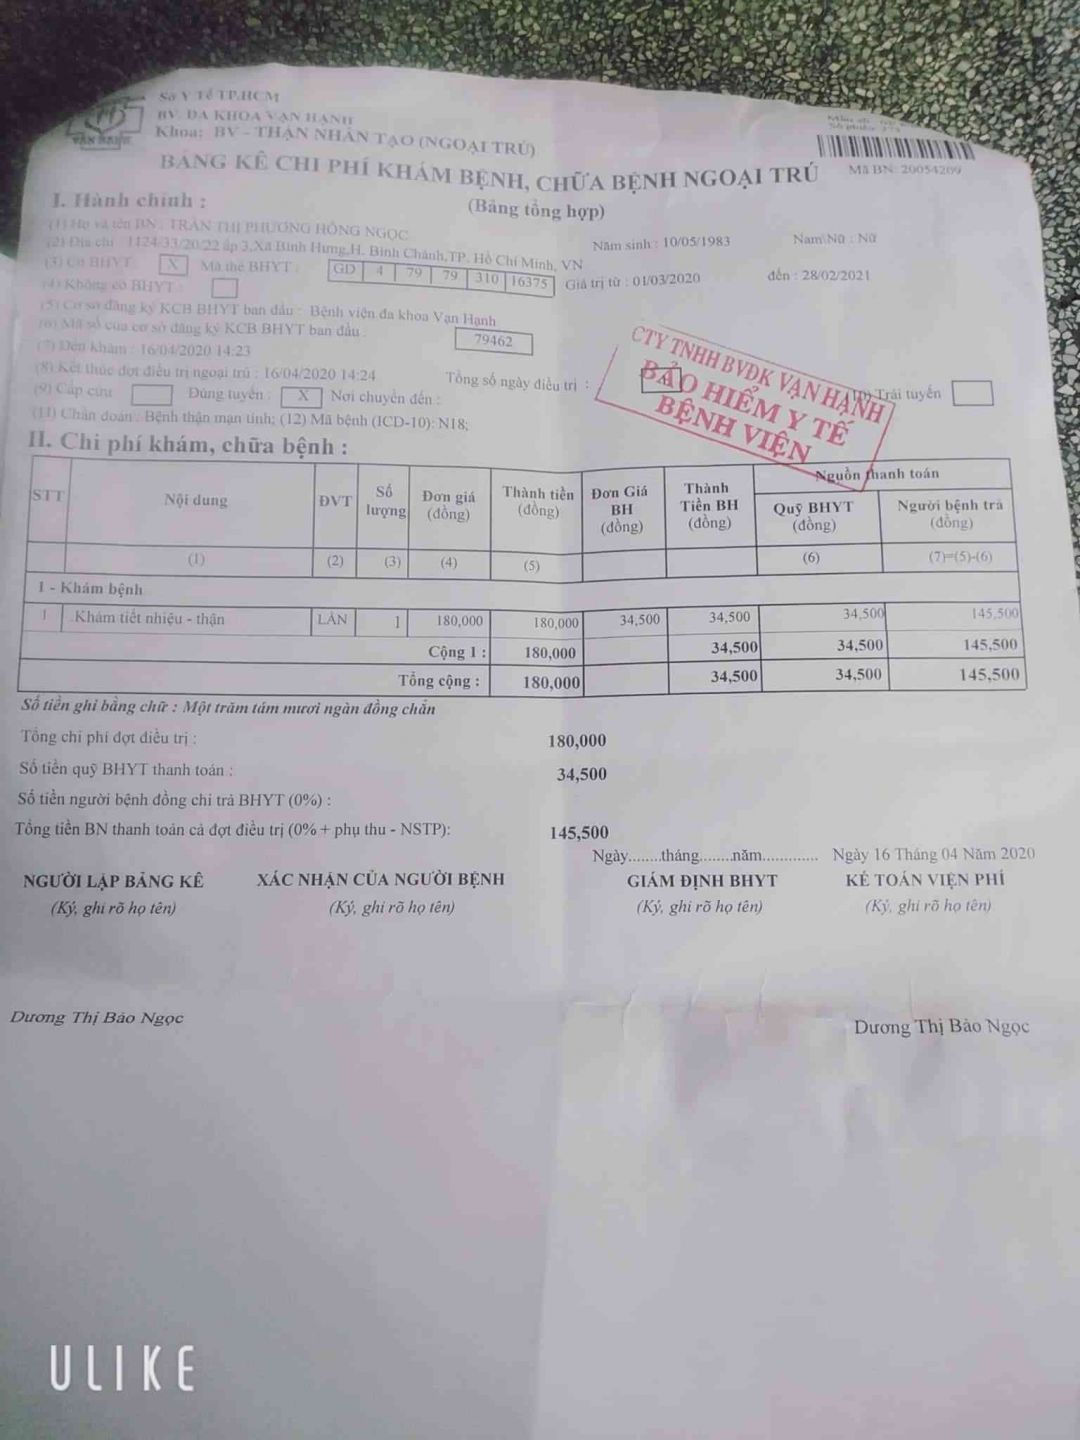 Sở Y Tế TP.HCM
BV. ĐA KHOA VẠN HẠNH
Khoa: BV - THẬN NHÂN TẠO (NGOẠI TRÚ)
VẠN HẠNH
BẢNG KÊ CHI PHÍ KHÁM BỆNH, CHỮA BỆNH NGOẠI TRÚ
(Bảng tổng hợp)
Mã BN: 20054209
I. Hành chính :
(1) Họ và tên BN : TRẦN THỊ PHƯƠNG HỒNG NGỌC
Năm sinh : 10/05/1983 Nam\Nữ : Nữ
(2) Địa chỉ : 1124/33/20/22 ấp 3,Xã Bình Hưng,H. Bình Chánh,TP. Hồ Chí Minh, VN
(3) Có BHYT : X Mã thẻ BHYT : GD 4 79 79 310 16375 Giá trị từ : 01/03/2020 đến : 28/02/2021
(4) Không có BHYT :
(5) Cơ sở đăng ký KCB BHYT ban đầu : Bệnh viện đa khoa Vạn Hạnh
(6) Mã số của cơ sở đăng ký KCB BHYT ban đầu : 79462
(7) Đến khám : 16/04/2020 14:23
(8) Kết thúc đợt điều trị ngoại trú : 16/04/2020 14:24 Tổng số ngày điều trị :
(9) Cấp cứu Đúng tuyến : X Nơi chuyển đến : (10) Trái tuyến
(11) Chẩn đoán : Bệnh thận mạn tính; (12) Mã bệnh (ICD-10): N18;
CTY TNHH BVĐK VẠN HẠNH
BẢO HIỂM Y TẾ
BỆNH VIỆN
II. Chi phí khám, chữa bệnh :
STT Nội dung ĐVT Số lượng Đơn giá (đồng) Thành tiền (đồng) Đơn Giá BH (đồng) Thành Tiền BH (đồng) Nguồn thanh toán
Quỹ BHYT (đồng) Người bệnh trả (đồng)
(1) (2) (3) (4) (5) (6) (7)=(5)-(6)
1 - Khám bệnh
1 Khám tiết nhiệu - thận LẦN 1 180,000 180,000 34,500 34,500 34,500 145,500
Cộng 1 : 180,000 34,500 34,500 145,500
Tổng cộng : 180,000 34,500 34,500 145,500
Số tiền ghi bằng chữ : Một trăm tám mươi ngàn đồng chẵn
Tổng chi phí đợt điều trị : 180,000
Số tiền quỹ BHYT thanh toán : 34,500
Số tiền người bệnh đồng chi trả BHYT (0%) :
Tổng tiền BN thanh toán cả đợt điều trị (0% + phụ thu - NSTP): 145,500
Ngày........tháng........năm............. Ngày 16 Tháng 04 Năm 2020
NGƯỜI LẬP BẢNG KÊ XÁC NHẬN CỦA NGƯỜI BỆNH GIÁM ĐỊNH BHYT KẾ TOÁN VIỆN PHÍ
(Ký, ghi rõ họ tên) (Ký, ghi rõ họ tên) (Ký, ghi rõ họ tên) (Ký, ghi rõ họ tên)
Dương Thị Bảo Ngọc Dương Thị Bảo Ngọc
ULIKE